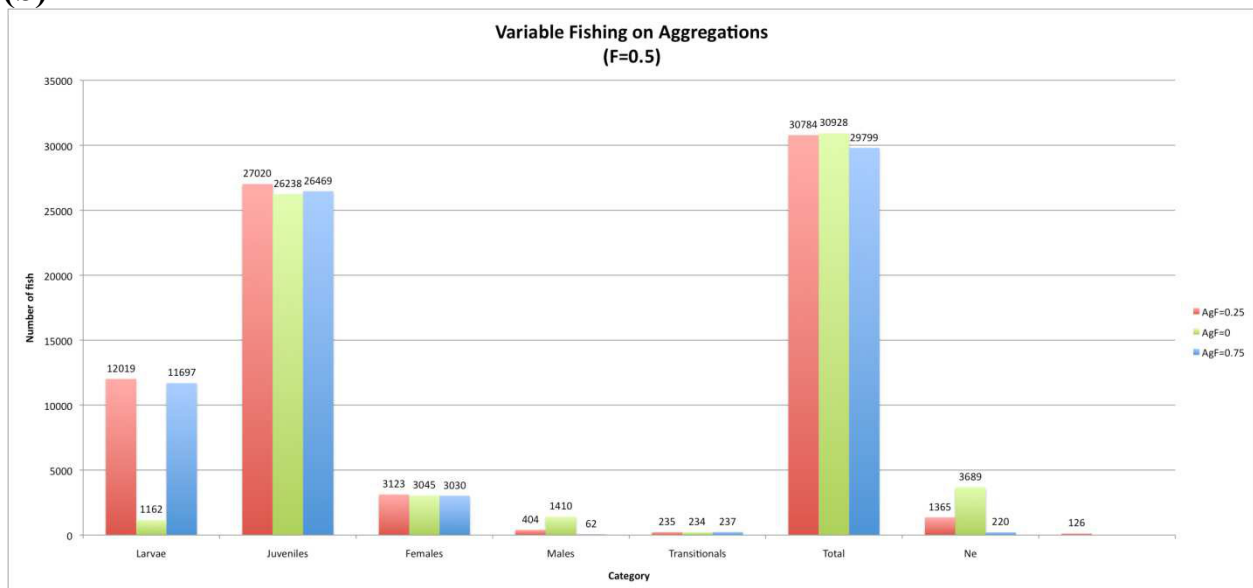 (b)
Variable Fishing on Aggregations
(F=0.5)
35000
30000
25000
20000
15000
10000
5000
0
Number of fish
12019
1162
11697
27020
26238
26469
3123
3045
3030
404
1410
62
235
234
237
30784
30928
29799
1365
3689
220
126
Larvae
Juveniles
Females
Males
Transitionals
Total
Ne
Category
AgF=0.25
AgF=0
AgF=0.75